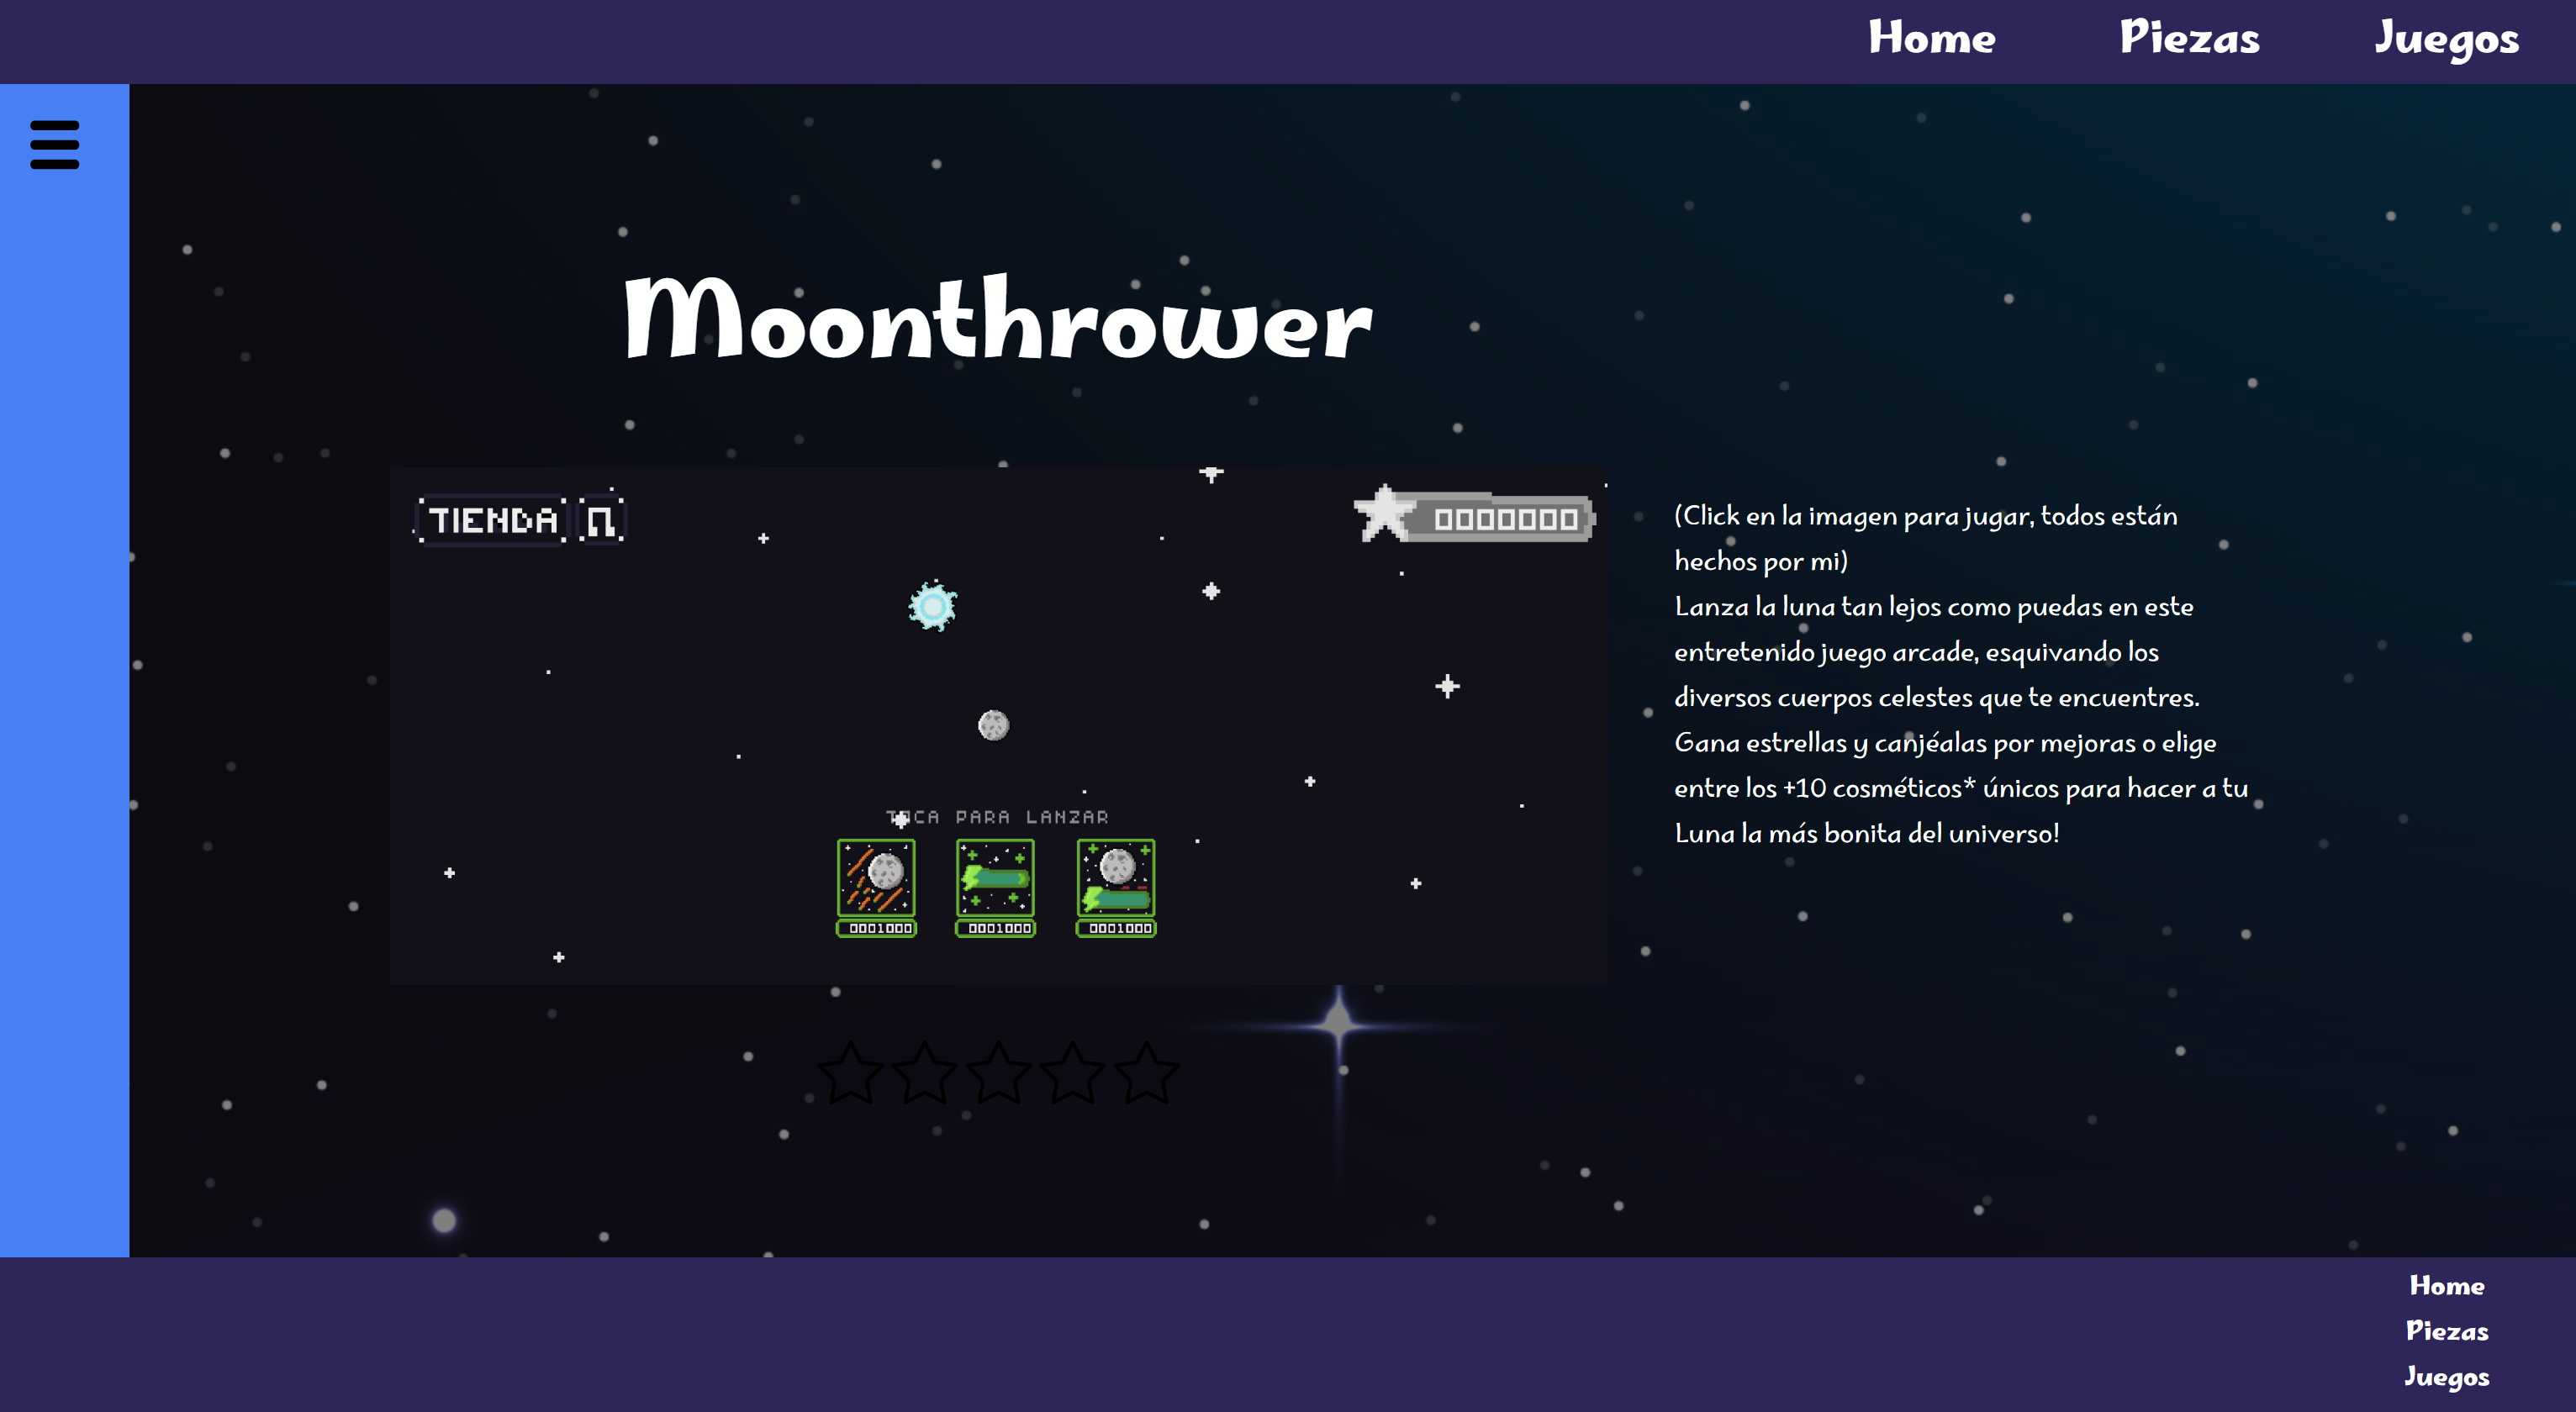 Home Piezas Juegos
Moonthrower
TIENDA
0000000
TOCA PARA LANZAR
0001000 0001000 0001000
(Click en la imagen para jugar, todos están
hechos por mi)
Lanza la luna tan lejos como puedas en este
entretenido juego arcade, esquivando los
diversos cuerpos celestes que te encuentres.
Gana estrellas y canjéalas por mejoras o elige
entre los +10 cosméticos* únicos para hacer a tu
Luna la más bonita del universo!
Home
Piezas
Juegos